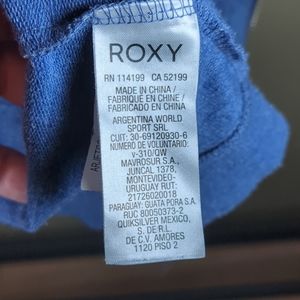 ROXY
RN 114199 CA 52199
MADE IN CHINA /
FABRIQUE EN CHINE /
FABRICADO EN CHINA
ARGENTINA WORLD
SPORT SRL
CUIT: 30-69120930-6
NUMERO DE VOLUNTARIO:
v-310/QW
MAVROSUR S.A.,
JUNCAL 1378,
MONTEVIDEO-
URUGUAY RUT:
21726020018
PARAGUAY: GUATA PORA S.A.
RUC 80050373-2
QUIKSILVER MEXICO,
S. DE R.L.
DE C.V. AMORES
1120 PISO 2